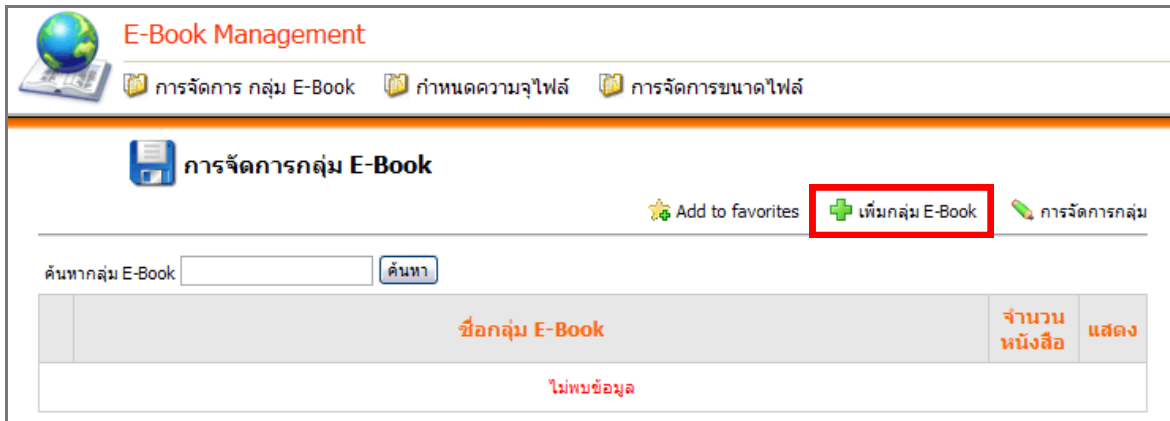 E-Book Management
การจัดการ กลุ่ม E-Book กำหนดความจุไฟล์ การจัดการขนาดไฟล์
การจัดการกลุ่ม E-Book
Add to favorites เพิ่มกลุ่ม E-Book การจัดการกลุ่ม
ค้นหากลุ่ม E-Book ค้นหา
ชื่อกลุ่ม E-Book จำนวน แสดง
หนังสือ
ไม่พบข้อมูล